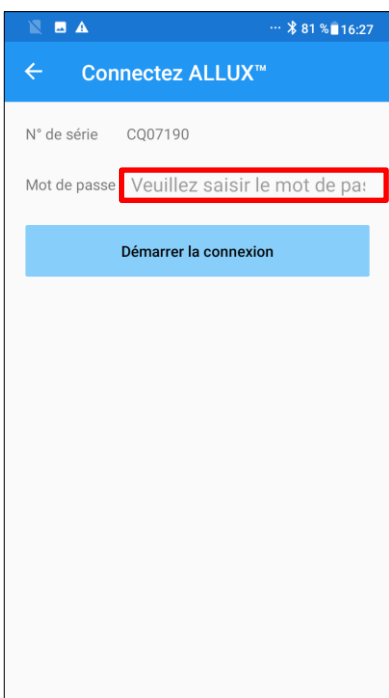 ... 81 % 16:27
Connectez ALLUX™
N° de série CQ07190
Mot de passe Veuillez saisir le mot de pas
Démarrer la connexion